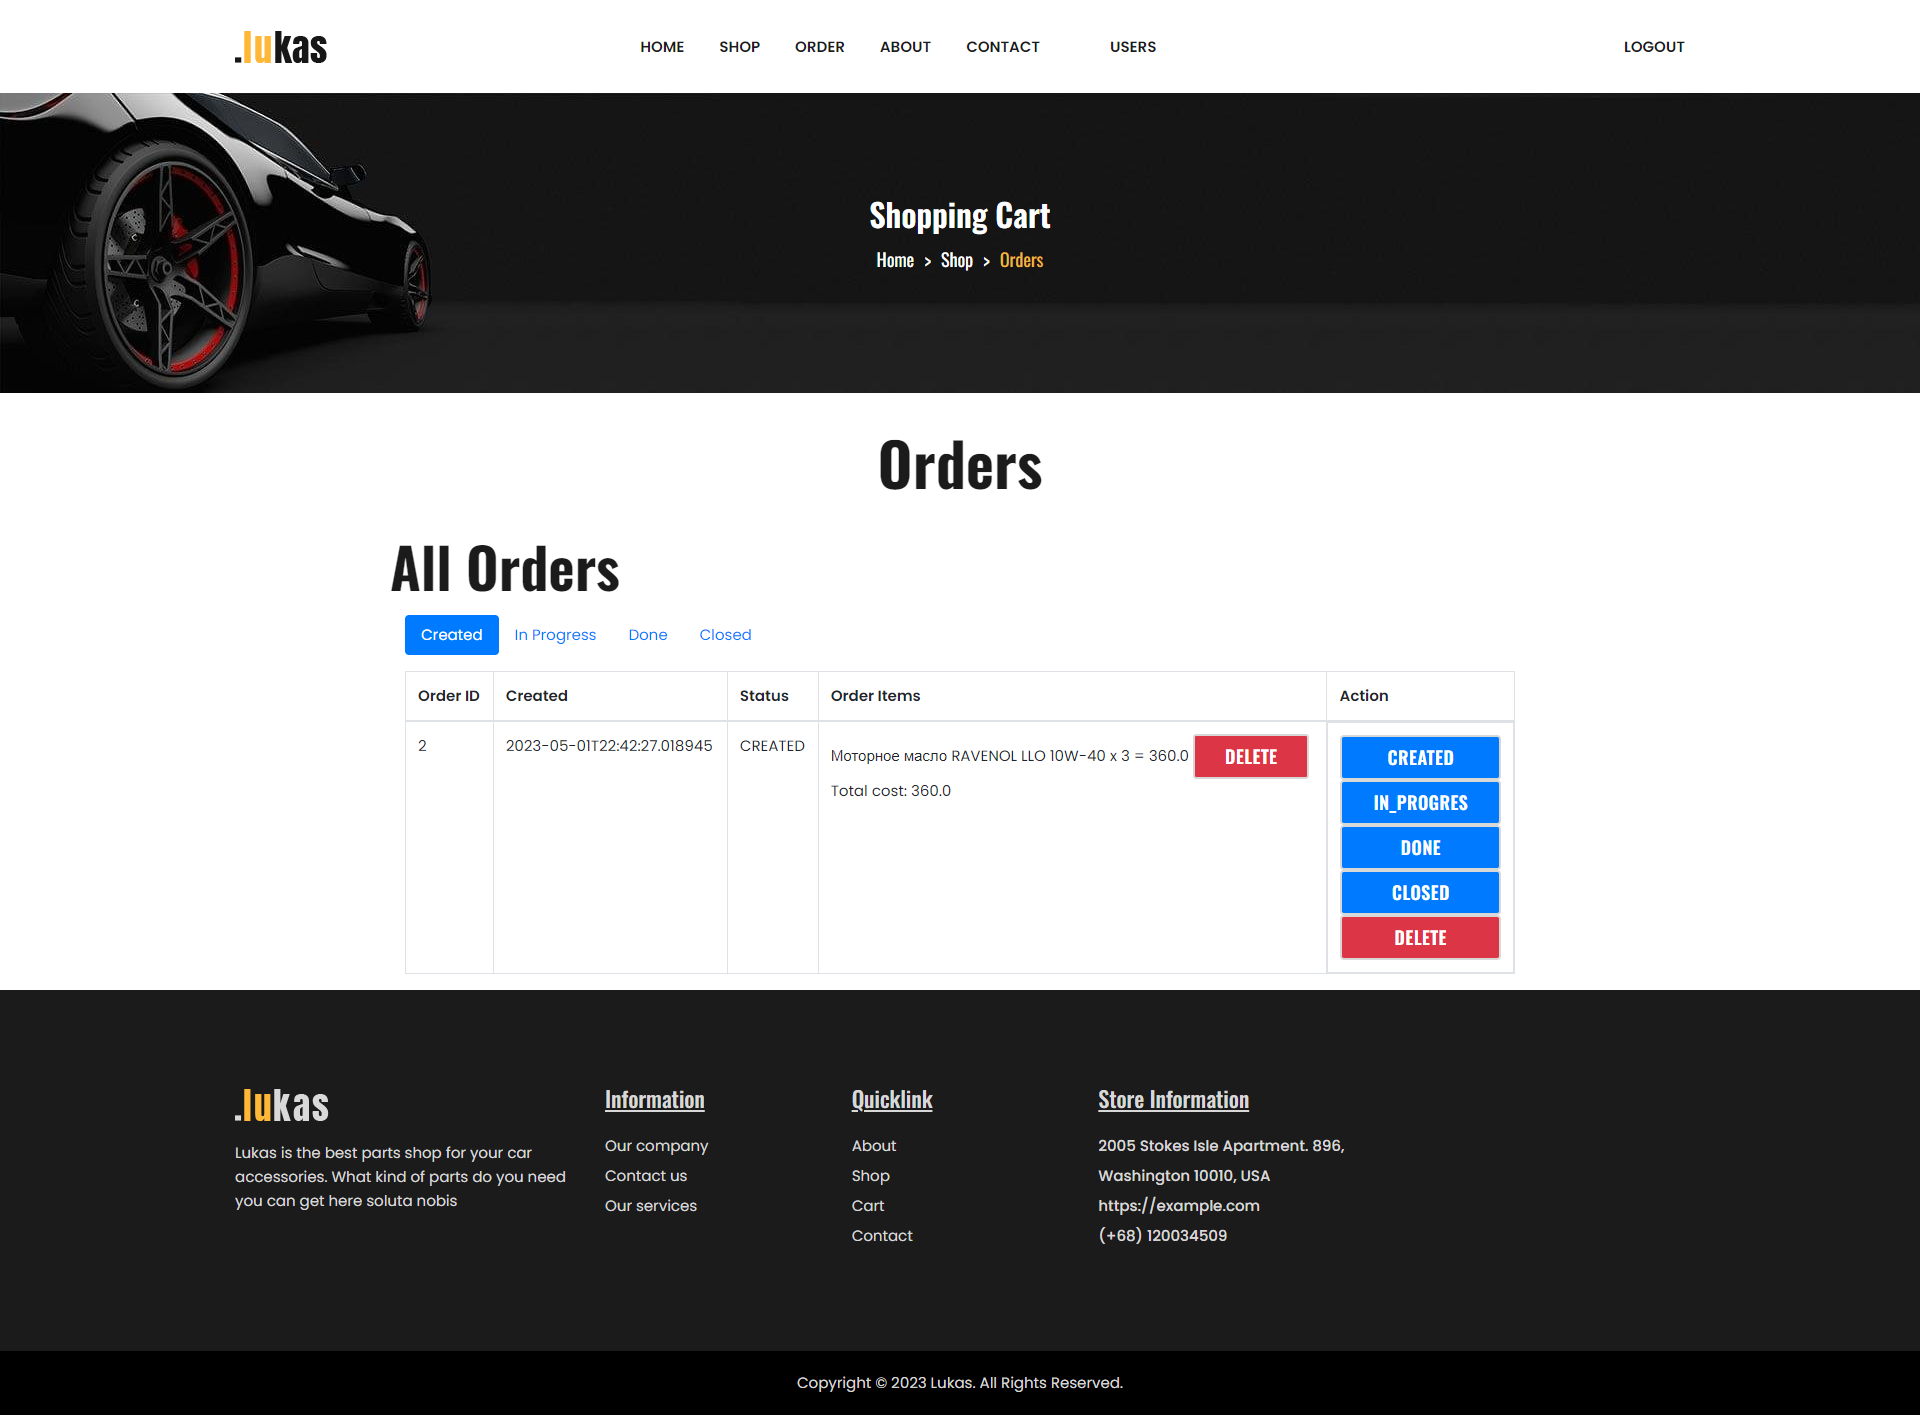 .lukas
HOME SHOP ORDER ABOUT CONTACT USERS LOGOUT
Shopping Cart
Home > Shop > Orders
Orders
All Orders
Created In Progress Done Closed
Order ID Created Status Order Items Action
2 2023-05-01T22:42:27.018945 CREATED Моторное масло RAVENOL LLO 10W-40 x 3 = 360.0 DELETE
Total cost: 360.0
CREATED
IN_PROGRES
DONE
CLOSED
DELETE
.lukas
Lukas is the best parts shop for your car
accessories. What kind of parts do you need
you can get here soluta nobis
Information
Our company
Contact us
Our services
Quicklink
About
Shop
Cart
Contact
Store Information
2005 Stokes Isle Apartment. 896,
Washington 10010, USA
https://example.com
(+68) 120034509
Copyright © 2023 Lukas. All Rights Reserved.